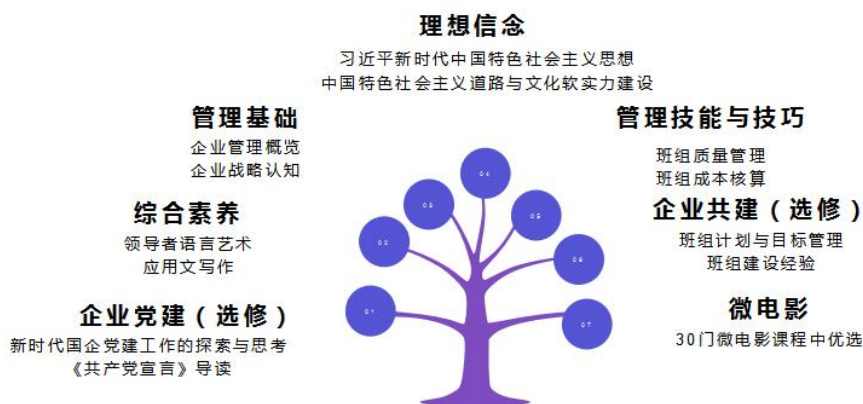 理想信念
习近平新时代中国特色社会主义思想
中国特色社会主义道路与文化软实力建设
管理基础
企业管理概览
企业战略认知
管理技能与技巧
班组质量管理
班组成本核算
综合素养
领导者语言艺术
应用文写作
企业共建（选修）
班组计划与目标管理
班组建设经验
企业党建（选修）
新时代国企党建工作的探索与思考
《共产党宣言》导读
微电影
30门微电影课程中优选
01
02
03
04
05
06
07